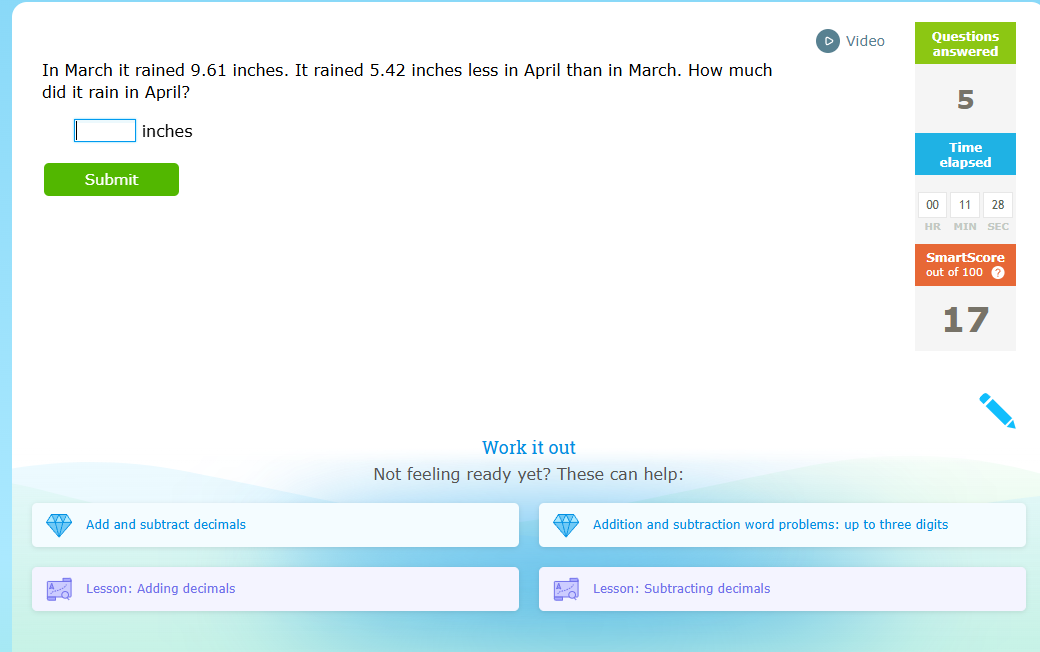 Video
In March it rained 9.61 inches. It rained 5.42 inches less in April than in March. How much
did it rain in April?
inches
Submit
Questions
answered
5
Time
elapsed
00 11 28
HR MIN SEC
SmartScore
out of 100 ?
17
Work it out
Not feeling ready yet? These can help:
Add and subtract decimals
Addition and subtraction word problems: up to three digits
Lesson: Adding decimals
Lesson: Subtracting decimals